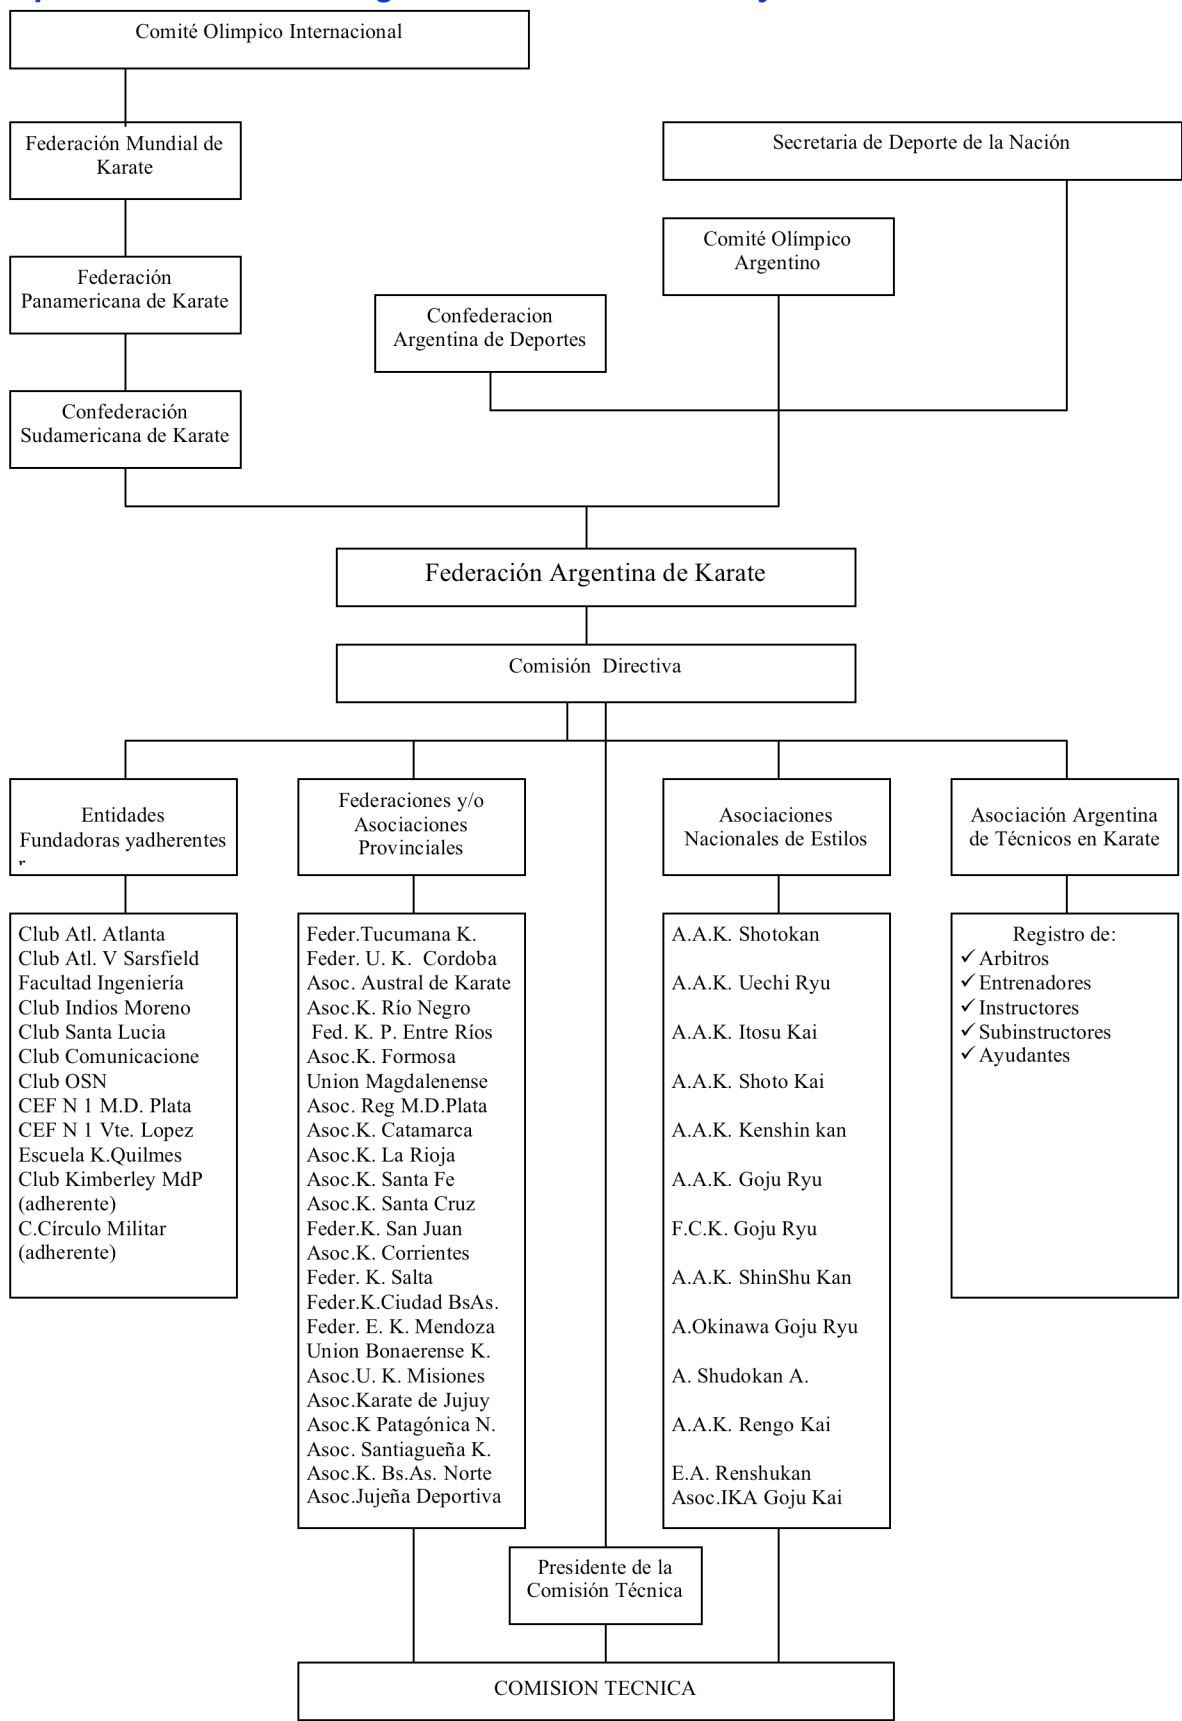 Comité Olimpico Internacional
Federación Mundial de
Karate
Secretaria de Deporte de la Nación
Comité Olímpico
Argentino
Federación
Panamericana de Karate
Confederacion
Argentina de Deportes
Confederación
Sudamericana de Karate
Federación Argentina de Karate
Comisión Directiva
Entidades
Fundadoras yadherentes
r
Federaciones y/o
Asociaciones
Provinciales
Asociaciones
Nacionales de Estilos
Asociación Argentina
de Técnicos en Karate
Club Atl. Atlanta
Club Atl. V Sarsfield
Facultad Ingeniería
Club Indios Moreno
Club Santa Lucia
Club Comunicacione
Club OSN
CEF N 1 M.D. Plata
CEF N 1 Vte. Lopez
Escuela K.Quilmes
Club Kimberley MdP
(adherente)
C.Círculo Militar
(adherente)
Feder.Tucumana K.
Feder. U. K. Cordoba
Asoc. Austral de Karate
Asoc.K. Río Negro
Fed. K. P. Entre Ríos
Asoc.K. Formosa
Union Magdalenense
Asoc. Reg M.D.Plata
Asoc.K. Catamarca
Asoc.K. La Rioja
Asoc.K. Santa Fe
Asoc.K. Santa Cruz
Feder.K. San Juan
Asoc.K. Corrientes
Feder. K. Salta
Feder.K.Ciudad BsAs.
Feder. E. K. Mendoza
Union Bonaerense K.
Asoc.U. K. Misiones
Asoc.Karate de Jujuy
Asoc.K Patagónica N.
Asoc. Santiagueña K.
Asoc.K. Bs.As. Norte
Asoc.Jujeña Deportiva
A.A.K. Shotokan
A.A.K. Uechi Ryu
A.A.K. Itosu Kai
A.A.K. Shoto Kai
A.A.K. Kenshin kan
A.A.K. Goju Ryu
F.C.K. Goju Ryu
A.A.K. ShinShu Kan
A.Okinawa Goju Ryu
A. Shudokan A.
A.A.K. Rengo Kai
E.A. Renshukan
Asoc.IKA Goju Kai
Registro de:
✓ Arbitros
✓ Entrenadores
✓ Instructores
✓ Subinstructores
✓ Ayudantes
Presidente de la
Comisión Técnica
COMISION TECNICA